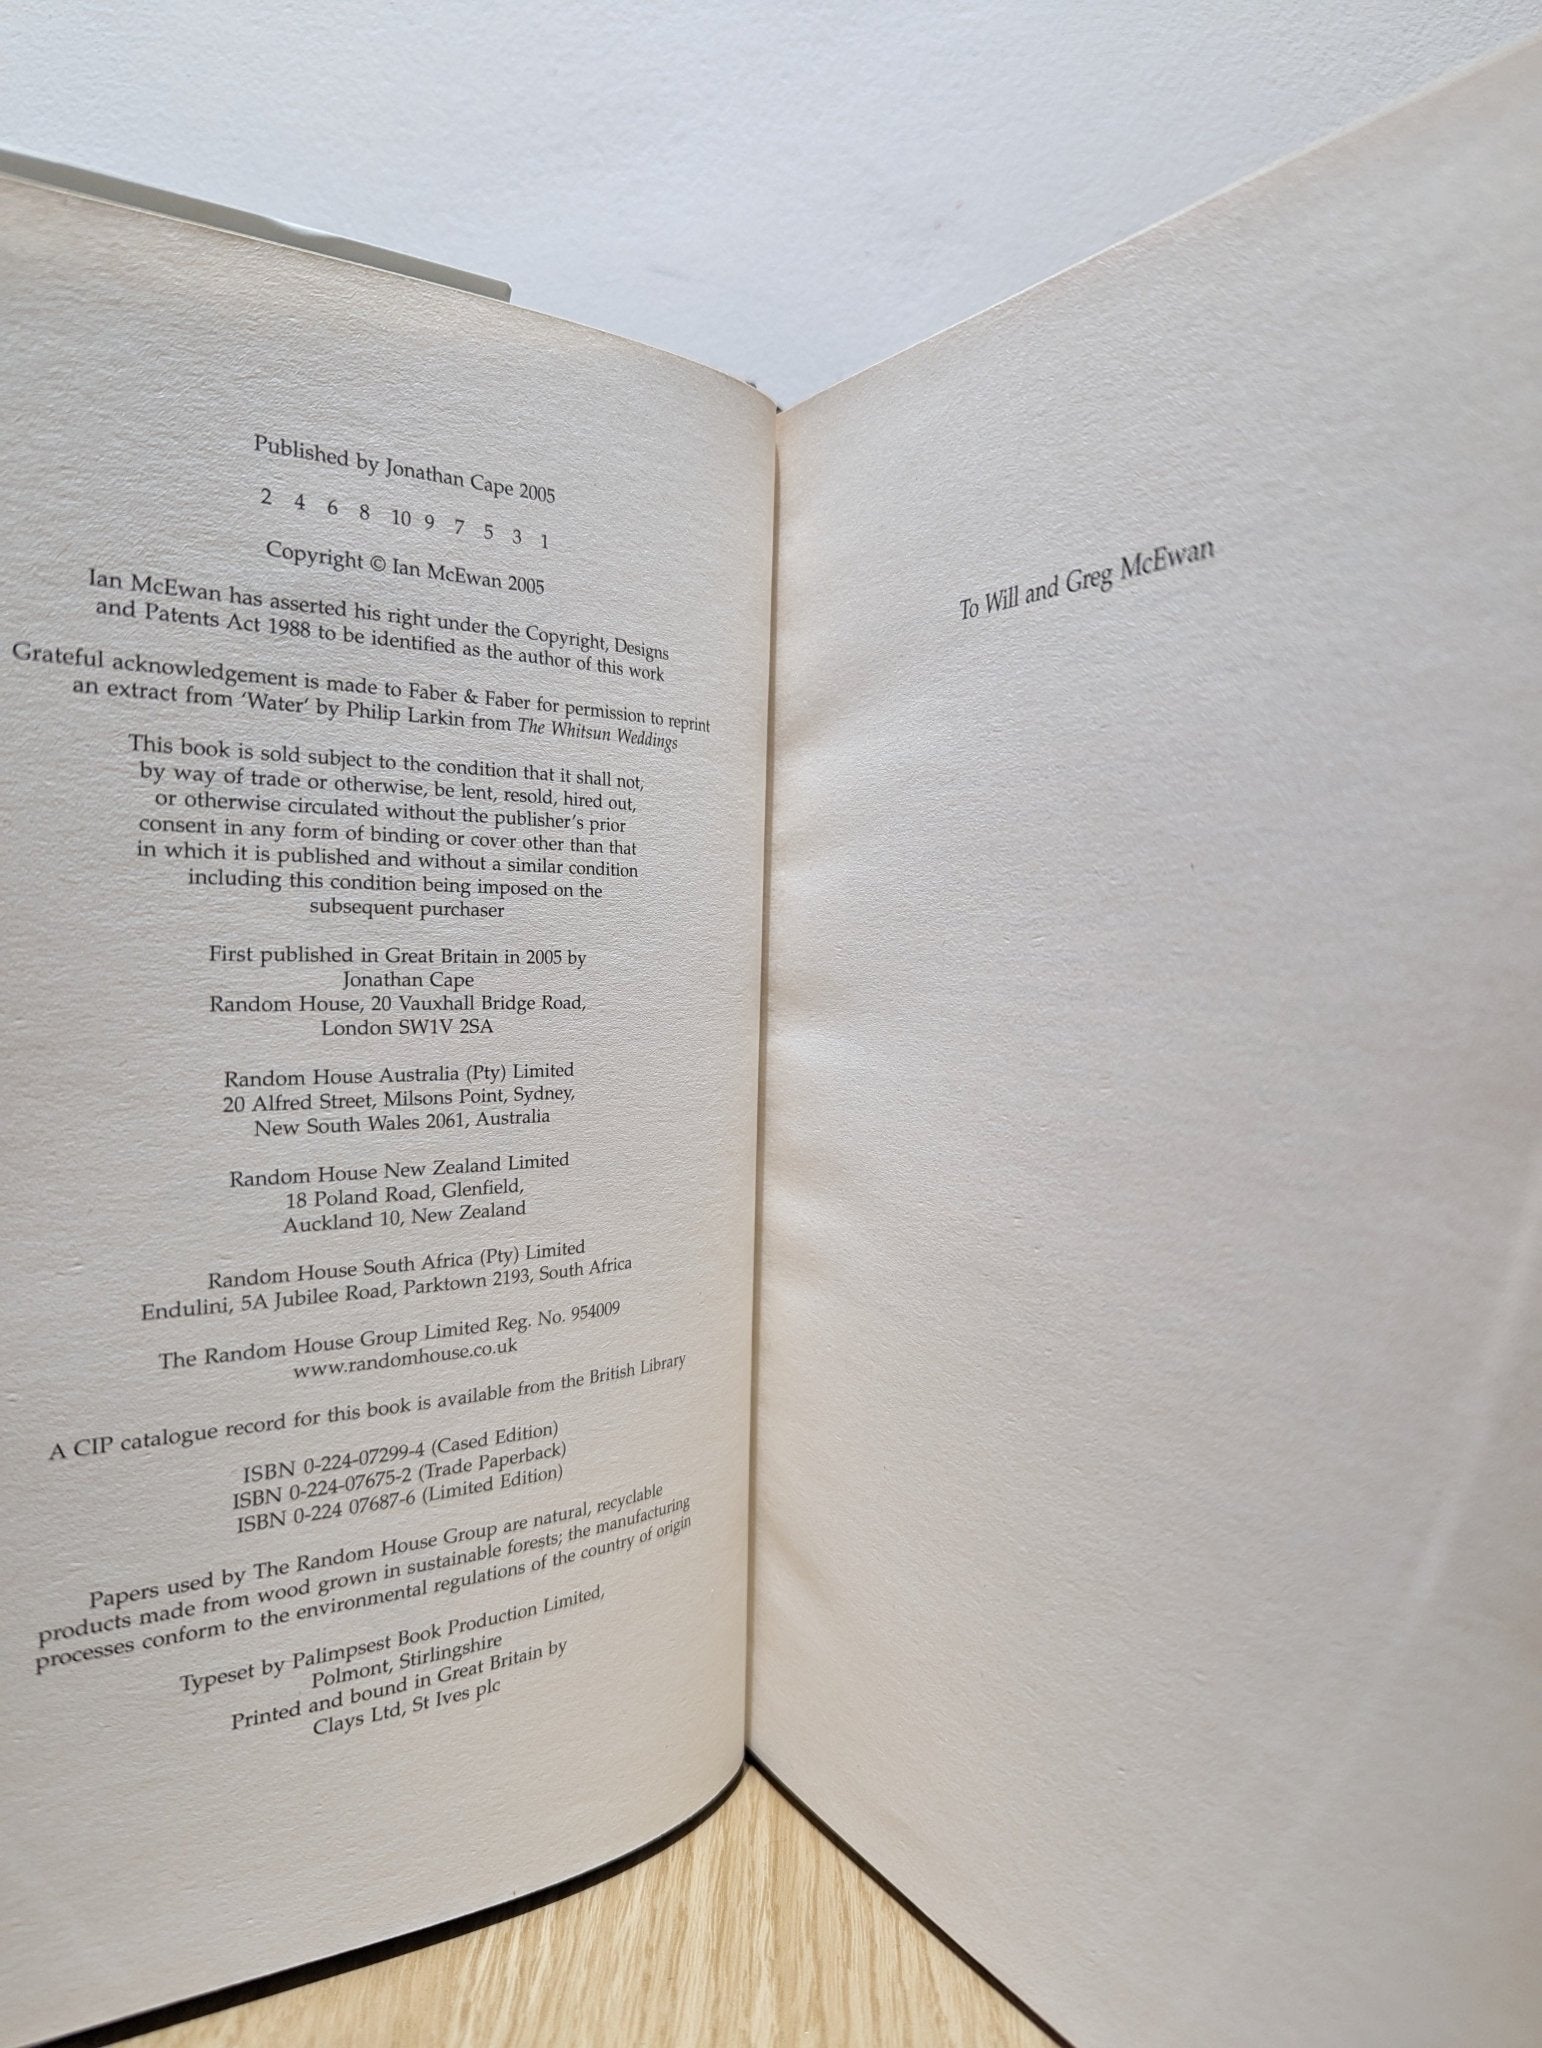 Published by Jonathan Cape 2005
2 4 6 8 10 9 7 5 3 1
Copyright © Ian McEwan 2005
Ian McEwan has asserted his right under the Copyright, Designs
and Patents Act 1988 to be identified as the author of this work
Grateful acknowledgement is made to Faber & Faber for permission to reprint
an extract from ‘Water’ by Philip Larkin from The Whitsun Weddings
This book is sold subject to the condition that it shall not,
by way of trade or otherwise, be lent, resold, hired out,
or otherwise circulated without the publisher’s prior
consent in any form of binding or cover other than that
in which it is published and without a similar condition
including this condition being imposed on the
subsequent purchaser
First published in Great Britain in 2005 by
Jonathan Cape
Random House, 20 Vauxhall Bridge Road,
London SW1V 2SA
Random House Australia (Pty) Limited
20 Alfred Street, Milsons Point, Sydney,
New South Wales 2061, Australia
Random House New Zealand Limited
18 Poland Road, Glenfield,
Auckland 10, New Zealand
Random House South Africa (Pty) Limited
Endulini, 5A Jubilee Road, Parktown 2193, South Africa
The Random House Group Limited Reg. No. 954009
www.randomhouse.co.uk
A CIP catalogue record for this book is available from the British Library
ISBN 0-224-07299-4 (Cased Edition)
ISBN 0-224-07675-2 (Trade Paperback)
ISBN 0-224 07687-6 (Limited Edition)
Papers used by The Random House Group are natural, recyclable
products made from wood grown in sustainable forests; the manufacturing
processes conform to the environmental regulations of the country of origin
Typeset by Palimpsest Book Production Limited,
Polmont, Stirlingshire
Printed and bound in Great Britain by
Clays Ltd, St Ives plc
To Will and Greg McEwan